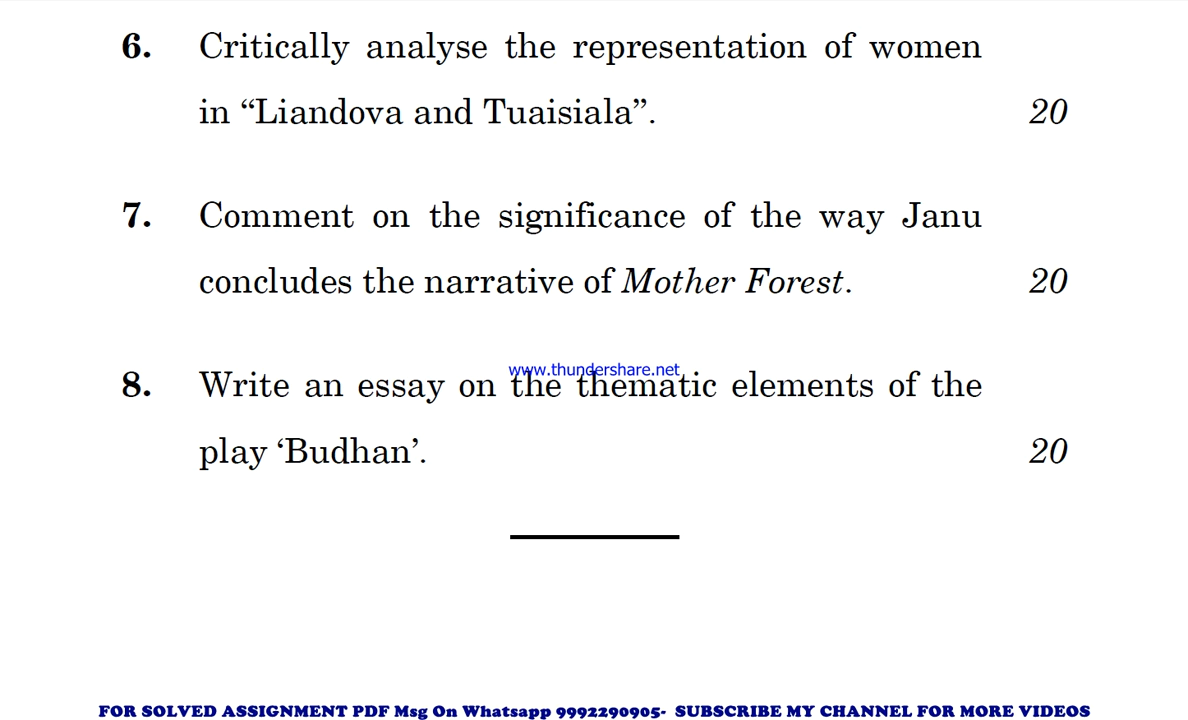 6. Critically analyse the representation of women
in “Liandova and Tuaisiala”. 20
7. Comment on the significance of the way Janu
concludes the narrative of Mother Forest. 20
www.thundershare.net
8. Write an essay on the thematic elements of the
play ‘Budhan’. 20
FOR SOLVED ASSIGNMENT PDF Msg On Whatsapp 9992290905- SUBSCRIBE MY CHANNEL FOR MORE VIDEOS